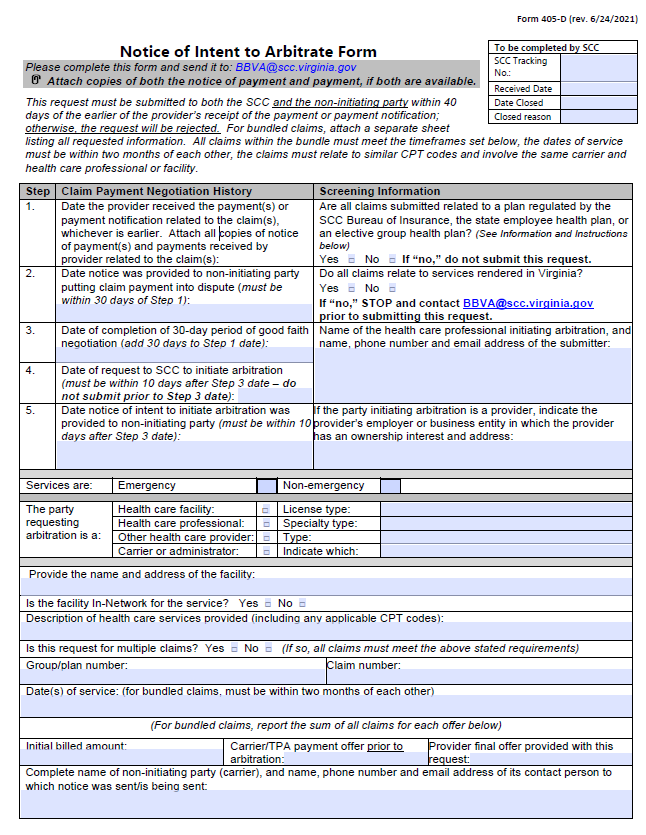 Form 405-D (rev. 6/24/2021)
Notice of Intent to Arbitrate Form
Please complete this form and send it to: BBVA@scc.virginia.gov
Attach copies of both the notice of payment and payment, if both are available.
To be completed by SCC
SCC Tracking
No.:
Received Date
Date Closed
Closed reason
This request must be submitted to both the SCC and the non-initiating party within 40
days of the earlier of the provider's receipt of the payment or payment notification;
otherwise, the request will be rejected. For bundled claims, attach a separate sheet
listing all requested information. All claims within the bundle must meet the timeframes set below, the dates of service
must be within two months of each other, the claims must relate to similar CPT codes and involve the same carrier and
health care professional or facility.
Step Claim Payment Negotiation History Screening Information
1. Date the provider received the payment(s) or
payment notification related to the claim(s),
whichever is earlier. Attach all copies of notice
of payment(s) and payments received by
provider related to the claim(s):
Are all claims submitted related to a plan regulated by the
SCC Bureau of Insurance, the state employee health plan, or
an elective group health plan? (See Information and Instructions
below)
Yes No If "no," do not submit this request.
2. Date notice was provided to non-initiating party
putting claim payment into dispute (must be
within 30 days of Step 1):
Do all claims relate to services rendered in Virginia?
Yes No
If "no," STOP and contact BBVA@scc.virginia.gov
prior to submitting this request.
3. Date of completion of 30-day period of good faith
negotiation (add 30 days to Step 1 date):
Name of the health care professional initiating arbitration, and
name, phone number and email address of the submitter:
4. Date of request to SCC to initiate arbitration
(must be within 10 days after Step 3 date – do
not submit prior to Step 3 date):
5. Date notice of intent to initiate arbitration was
provided to non-initiating party (must be within 10
days after Step 3 date):
If the party initiating arbitration is a provider, indicate the
provider's employer or business entity in which the provider
has an ownership interest and address:
Services are: Emergency Non-emergency
The party
requesting
arbitration is a:
Health care facility: License type:
Health care professional: Specialty type:
Other health care provider: Type:
Carrier or administrator: Indicate which:
Provide the name and address of the facility:
Is the facility In-Network for the service? Yes No
Description of health care services provided (including any applicable CPT codes):
Is this request for multiple claims? Yes No (If so, all claims must meet the above stated requirements)
Group/plan number: Claim number:
Date(s) of service: (for bundled claims, must be within two months of each other)
(For bundled claims, report the sum of all claims for each offer below)
Initial billed amount:
Carrier/TPA payment offer prior to
arbitration:
Provider final offer provided with this
request:
Complete name of non-initiating party (carrier), and name, phone number and email address of its contact person to
which notice was sent/is being sent: